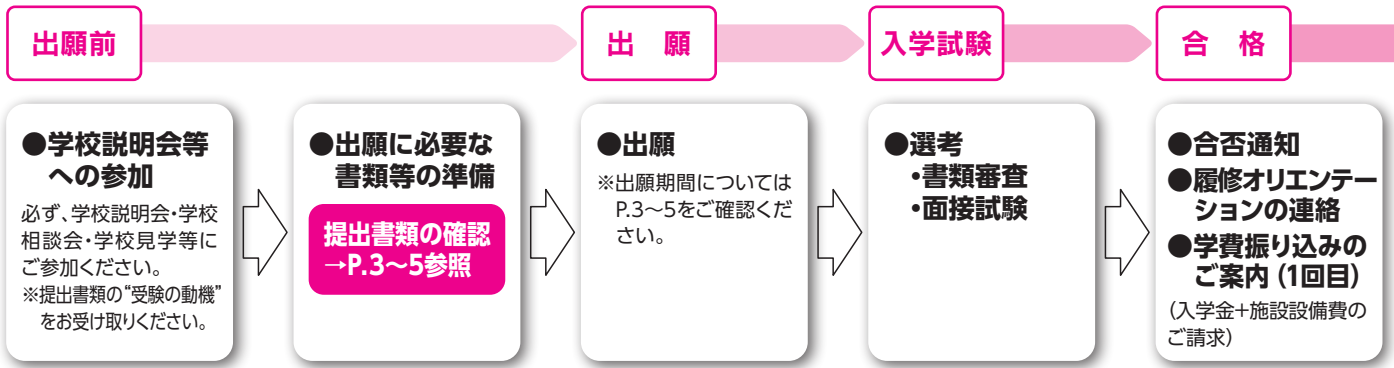 出願前
出 願
入学試験
合 格
●学校説明会等
への参加
必ず、学校説明会・学校
相談会・学校見学等に
ご参加ください。
※提出書類の“受験の動機”
をお受け取りください。
●出願に必要な
書類等の準備
提出書類の確認
→P.3～5参照
●出願
※出願期間については
P.3～5をご確認くだ
さい。
●選考
・書類審査
・面接試験
●合否通知
●履修オリエンテー
ションの連絡
●学費振り込みの
ご案内（1回目）
（入学金+施設設備費の
ご請求）